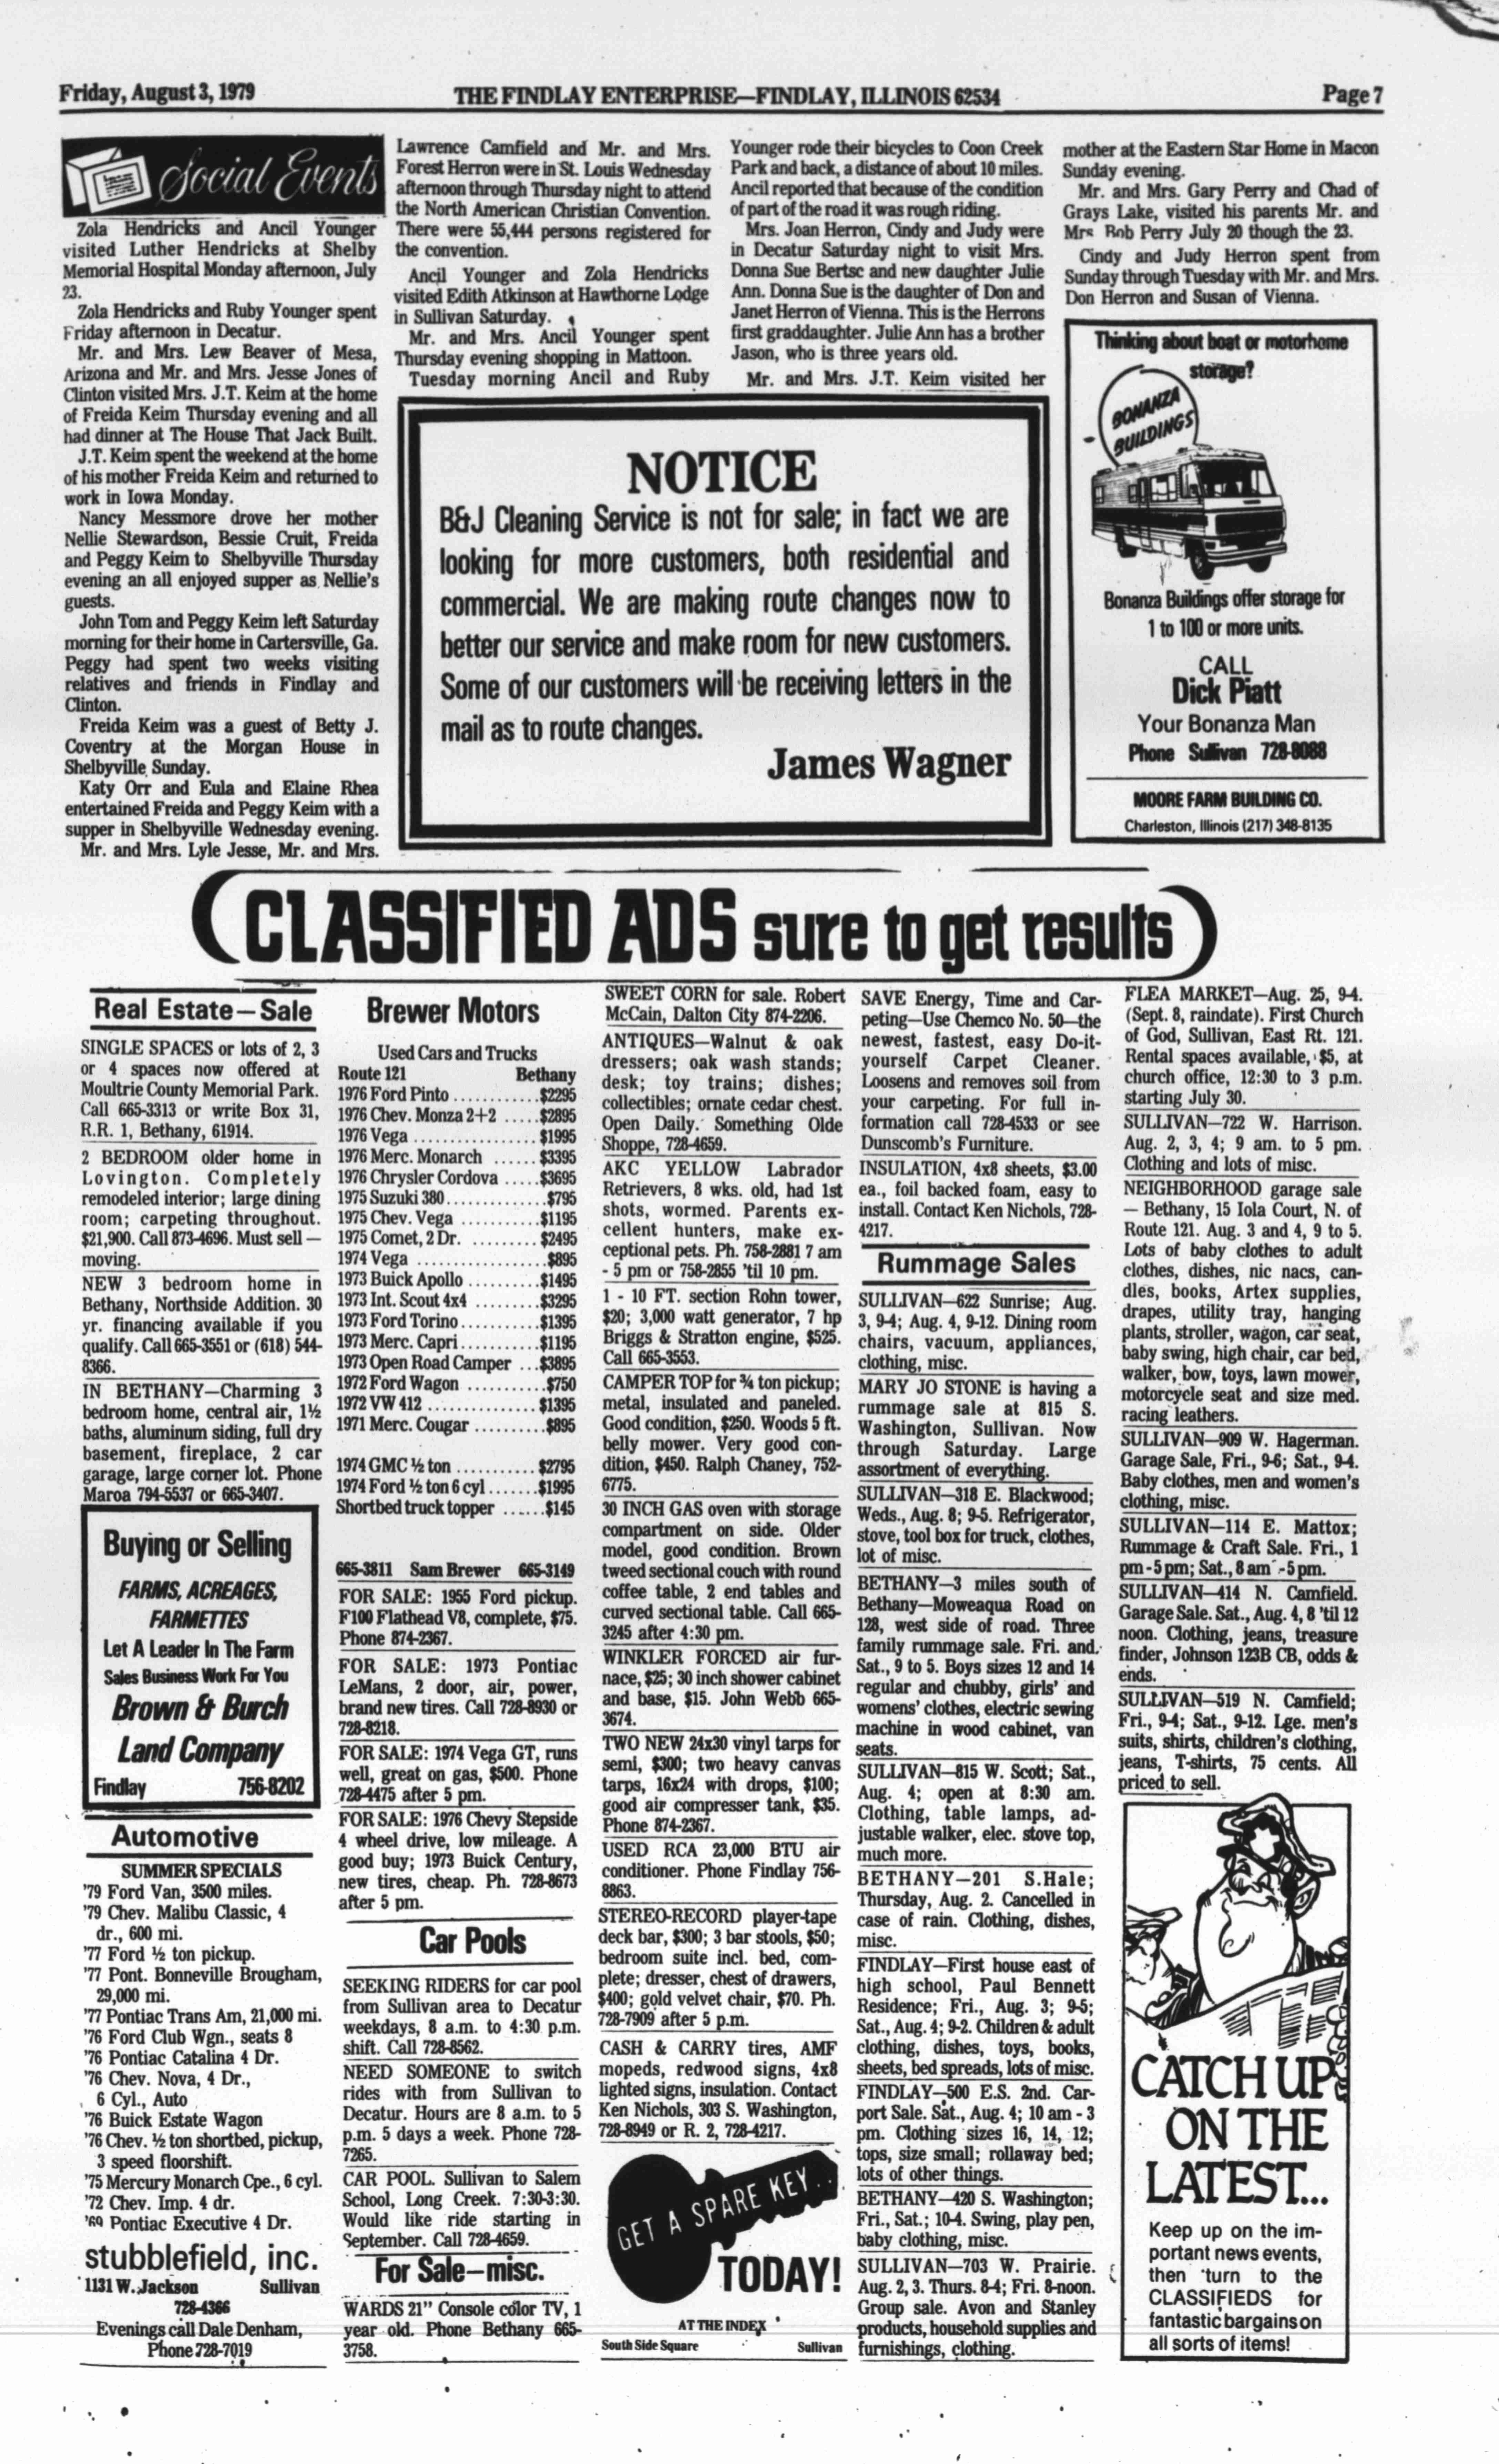 Friday, August 3, 1979
THE FINDLAY ENTERPRISE—FINDLAY, ILLINOIS 62534
Page 7
Social Events
Zola Hendricks and Ancil Younger
visited Luther Hendricks at Shelby
Memorial Hospital Monday afternoon, July
23.
Zola Hendricks and Ruby Younger spent
Friday afternoon in Decatur.
Mr. and Mrs. Lew Beaver of Mesa,
Arizona and Mr. and Mrs. Jesse Jones of
Clinton visited Mrs. J.T. Keim at the home
of Freida Keim Thursday evening and all
had dinner at The House That Jack Built.
J.T. Keim spent the weekend at the home
of his mother Freida Keim and returned to
work in Iowa Monday.
Nancy Messmore drove her mother
Nellie Stewardson, Bessie Cruit, Freida
and Peggy Keim to Shelbyville Thursday
evening an all enjoyed supper as Nellie's
guests.
John Tom and Peggy Keim left Saturday
morning for their home in Cartersville, Ga.
Peggy had spent two weeks visiting
relatives and friends in Findlay and
Clinton.
Freida Keim was a guest of Betty J.
Coventry at the Morgan House in
Shelbyville Sunday.
Katy Orr and Eula and Elaine Rhea
entertained Freida and Peggy Keim with a
supper in Shelbyville Wednesday evening.
Mr. and Mrs. Lyle Jesse, Mr. and Mrs.
Lawrence Camfield and Mr. and Mrs.
Forest Herron were in St. Louis Wednesday
afternoon through Thursday night to attend
the North American Christian Convention.
There were 55,444 persons registered for
the convention.
Ancil Younger and Zola Hendricks
visited Edith Atkinson at Hawthorne Lodge
in Sullivan Saturday.
Mr. and Mrs. Ancil Younger spent
Thursday evening shopping in Mattoon.
Tuesday morning Ancil and Ruby
Younger rode their bicycles to Coon Creek
Park and back, a distance of about 10 miles.
Ancil reported that because of the condition
of part of the road it was rough riding.
Mrs. Joan Herron, Cindy and Judy were
in Decatur Saturday night to visit Mrs.
Donna Sue Bertsc and new daughter Julie
Ann. Donna Sue is the daughter of Don and
Janet Herron of Vienna. This is the Herrons
first graddaughter. Julie Ann has a brother
Jason, who is three years old.
Mr. and Mrs. J.T. Keim visited her
mother at the Eastern Star Home in Macon
Sunday evening.
Mr. and Mrs. Gary Perry and Chad of
Grays Lake, visited his parents Mr. and
Mrs Bob Perry July 20 though the 23.
Cindy and Judy Herron spent from
Sunday through Tuesday with Mr. and Mrs.
Don Herron and Susan of Vienna.
NOTICE
B&J Cleaning Service is not for sale; in fact we are
looking for more customers, both residential and
commercial. We are making route changes now to
better our service and make room for new customers.
Some of our customers will be receiving letters in the
mail as to route changes.
James Wagner
Thinking about boat or motorhome
storage?
BONANZA
BUILDINGS
Bonanza Buildings offer storage for
1 to 100 or more units.
CALL
Dick Piatt
Your Bonanza Man
Phone Sullivan 728-8088
MOORE FARM BUILDING CO.
Charleston, Illinois (217) 348-8135
CLASSIFIED ADS sure to get results
Real Estate—Sale
SINGLE SPACES or lots of 2, 3
or 4 spaces now offered at
Moultrie County Memorial Park.
Call 665-3313 or write Box 31,
R.R. 1, Bethany, 61914.
2 BEDROOM older home in
Lovington. Completely
remodeled interior; large dining
room; carpeting throughout.
$21,900. Call 873-4696. Must sell —
moving.
NEW 3 bedroom home in
Bethany, Northside Addition. 30
yr. financing available if you
qualify. Call 665-3551 or (618) 544-
8366.
IN BETHANY—Charming 3
bedroom home, central air, 1½
baths, aluminum siding, full dry
basement, fireplace, 2 car
garage, large corner lot. Phone
Maroa 794-5537 or 665-3407.
Buying or Selling
FARMS, ACREAGES,
FARMETTES
Let A Leader In The Farm
Sales Business Work For You
Brown & Burch
Land Company
Findlay 756-8202
Automotive
SUMMER SPECIALS
'79 Ford Van, 3500 miles.
'79 Chev. Malibu Classic, 4
dr., 600 mi.
'77 Ford ½ ton pickup.
'77 Pont. Bonneville Brougham,
29,000 mi.
'77 Pontiac Trans Am, 21,000 mi.
'76 Ford Club Wgn., seats 8
'76 Pontiac Catalina 4 Dr.
'76 Chev. Nova, 4 Dr.,
6 Cyl., Auto
'76 Buick Estate Wagon
'76 Chev. ½ ton shortbed, pickup,
3 speed floorshift.
'75 Mercury Monarch Cpe., 6 cyl.
'72 Chev. Imp. 4 dr.
'69 Pontiac Executive 4 Dr.
stubblefield, inc.
1131 W. Jackson Sullivan
728-4366
Evenings call Dale Denham,
Phone 728-7019
Brewer Motors
Used Cars and Trucks
Route 121 Bethany
1976 Ford Pinto ............$2295
1976 Chev. Monza 2+2 .....$2895
1976 Vega ..................$1995
1976 Merc. Monarch ......$3395
1976 Chrysler Cordova .....$3695
1975 Suzuki 380..............$795
1975 Chev. Vega ...........$1195
1975 Comet, 2 Dr. .........$2495
1974 Vega ..................$895
1973 Buick Apollo ..........$1495
1973 Int. Scout 4x4 .........$3295
1973 Ford Torino............$1395
1973 Merc. Capri............$1195
1973 Open Road Camper ...$3895
1972 Ford Wagon ...........$750
1972 VW 412 ...............$1395
1971 Merc. Cougar ..........$895
1974 GMC ½ ton ...........$2795
1974 Ford ½ ton 6 cyl.......$1995
Shortbed truck topper ......$145
665-3811 Sam Brewer 665-3149
FOR SALE: 1955 Ford pickup.
F100 Flathead V8, complete, $75.
Phone 874-2367.
FOR SALE: 1973 Pontiac
LeMans, 2 door, air, power,
brand new tires. Call 728-8930 or
728-8218.
FOR SALE: 1974 Vega GT, runs
well, great on gas, $500. Phone
728-4475 after 5 pm.
FOR SALE: 1976 Chevy Stepside
4 wheel drive, low mileage. A
good buy; 1973 Buick Century,
new tires, cheap. Ph. 728-8673
after 5 pm.
Car Pools
SEEKING RIDERS for car pool
from Sullivan area to Decatur
weekdays, 8 a.m. to 4:30 p.m.
shift. Call 728-8562.
NEED SOMEONE to switch
rides with from Sullivan to
Decatur. Hours are 8 a.m. to 5
p.m. 5 days a week. Phone 728-
7265.
CAR POOL. Sullivan to Salem
School, Long Creek. 7:30-3:30.
Would like ride starting in
September. Call 728-4659.
For Sale—misc.
WARDS 21" Console color TV, 1
year old. Phone Bethany 665-
3758.
SWEET CORN for sale. Robert
McCain, Dalton City 874-2206.
ANTIQUES—Walnut & oak
dressers; oak wash stands;
desk; toy trains; dishes;
collectibles; ornate cedar chest.
Open Daily. Something Olde
Shoppe, 728-4659.
AKC YELLOW Labrador
Retrievers, 8 wks. old, had 1st
shots, wormed. Parents ex-
cellent hunters, make ex-
ceptional pets. Ph. 758-2881 7 am
- 5 pm or 758-2855 'til 10 pm.
1 - 10 FT. section Rohn tower,
$20; 3,000 watt generator, 7 hp
Briggs & Stratton engine, $525.
Call 665-3553.
CAMPER TOP for ¾ ton pickup;
metal, insulated and paneled.
Good condition, $250. Woods 5 ft.
belly mower. Very good con-
dition, $450. Ralph Chaney, 752-
6775.
30 INCH GAS oven with storage
compartment on side. Older
model, good condition. Brown
tweed sectional couch with round
coffee table, 2 end tables and
curved sectional table. Call 665-
3245 after 4:30 pm.
WINKLER FORCED air fur-
nace, $25; 30 inch shower cabinet
and base, $15. John Webb 665-
3674.
TWO NEW 24x30 vinyl tarps for
semi, $300; two heavy canvas
tarps, 16x24 with drops, $100;
good air compresser tank, $35.
Phone 874-2367.
USED RCA 23,000 BTU air
conditioner. Phone Findlay 756-
8863.
STEREO-RECORD player-tape
deck bar, $300; 3 bar stools, $50;
bedroom suite incl. bed, com-
plete; dresser, chest of drawers,
$400; gold velvet chair, $70. Ph.
728-7909 after 5 p.m.
CASH & CARRY tires, AMF
mopeds, redwood signs, 4x8
lighted signs, insulation. Contact
Ken Nichols, 303 S. Washington,
728-8949 or R. 2, 728-4217.
GET A SPARE KEY..
TODAY!
AT THE INDEX
South Side Square Sullivan
SAVE Energy, Time and Car-
peting—Use Chemco No. 50—the
newest, fastest, easy Do-it-
yourself Carpet Cleaner.
Loosens and removes soil from
your carpeting. For full in-
formation call 728-4533 or see
Dunscomb's Furniture.
INSULATION, 4x8 sheets, $3.00
ea., foil backed foam, easy to
install. Contact Ken Nichols, 728-
4217.
Rummage Sales
SULLIVAN—622 Sunrise; Aug.
3, 9-4; Aug. 4, 9-12. Dining room
chairs, vacuum, appliances,
clothing, misc.
MARY JO STONE is having a
rummage sale at 815 S.
Washington, Sullivan. Now
through Saturday. Large
assortment of everything.
SULLIVAN—318 E. Blackwood;
Weds., Aug. 8; 9-5. Refrigerator,
stove, tool box for truck, clothes,
lot of misc.
BETHANY—3 miles south of
Bethany—Moweaqua Road on
128, west side of road. Three
family rummage sale. Fri. and
Sat., 9 to 5. Boys sizes 12 and 14
regular and chubby, girls' and
womens' clothes, electric sewing
machine in wood cabinet, van
seats.
SULLIVAN—815 W. Scott; Sat.,
Aug. 4; open at 8:30 am.
Clothing, table lamps, ad-
justable walker, elec. stove top,
much more.
BETHANY—201 S.Hale;
Thursday, Aug. 2. Cancelled in
case of rain. Clothing, dishes,
misc.
FINDLAY—First house east of
high school, Paul Bennett
Residence; Fri., Aug. 3; 9-5;
Sat., Aug. 4; 9-2. Children & adult
clothing, dishes, toys, books,
sheets, bed spreads, lots of misc.
FINDLAY—500 E.S. 2nd. Car-
port Sale. Sat., Aug. 4; 10 am - 3
pm. Clothing sizes 16, 14, 12;
tops, size small; rollaway bed;
lots of other things.
BETHANY—420 S. Washington;
Fri., Sat.; 10-4. Swing, play pen,
baby clothing, misc.
SULLIVAN—703 W. Prairie.
Aug. 2, 3. Thurs. 8-4; Fri. 8-noon.
Group sale. Avon and Stanley
products, household supplies and
furnishings, clothing.
FLEA MARKET—Aug. 25, 9-4.
(Sept. 8, raindate). First Church
of God, Sullivan, East Rt. 121.
Rental spaces available, $5, at
church office, 12:30 to 3 p.m.
starting July 30.
SULLIVAN—722 W. Harrison.
Aug. 2, 3, 4; 9 am. to 5 pm.
Clothing and lots of misc.
NEIGHBORHOOD garage sale
— Bethany, 15 Iola Court, N. of
Route 121. Aug. 3 and 4, 9 to 5.
Lots of baby clothes to adult
clothes, dishes, nic nacs, can-
dles, books, Artex supplies,
drapes, utility tray, hanging
plants, stroller, wagon, car seat,
baby swing, high chair, car bed,
walker, bow, toys, lawn mower,
motorcycle seat and size med.
racing leathers.
SULLIVAN—909 W. Hagerman.
Garage Sale, Fri., 9-6; Sat., 9-4.
Baby clothes, men and women's
clothing, misc.
SULLIVAN—114 E. Mattox;
Rummage & Craft Sale. Fri., 1
pm - 5 pm; Sat., 8 am - 5 pm.
SULLIVAN—414 N. Camfield.
Garage Sale. Sat., Aug. 4, 8 'til 12
noon. Clothing, jeans, treasure
finder, Johnson 123B CB, odds &
ends.
SULLIVAN—519 N. Camfield;
Fri., 9-4; Sat., 9-12. Lge. men's
suits, shirts, children's clothing,
jeans, T-shirts, 75 cents. All
priced to sell.
CATCH UP
ON THE
LATEST...
Keep up on the im-
portant news events,
then turn to the
CLASSIFIEDS for
fantastic bargains on
all sorts of items!